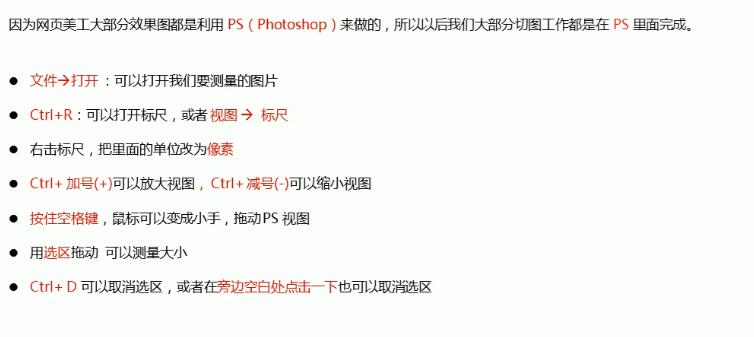 因为网页美工大部分效果图都是利用 PS（Photoshop）来做的，所以以后我们大部分切图工作都是在 PS 里面完成。
● 文件→打开 ：可以打开我们要测量的图片
● Ctrl+R：可以打开标尺，或者 视图 → 标尺
● 右击标尺，把里面的单位改为像素
● Ctrl+ 加号(+)可以放大视图 ，Ctrl+ 减号(-)可以缩小视图
● 按住空格键，鼠标可以变成小手，拖动 PS 视图
● 用选区拖动 可以测量大小
● Ctrl+ D 可以取消选区，或者在旁边空白处点击一下也可以取消选区